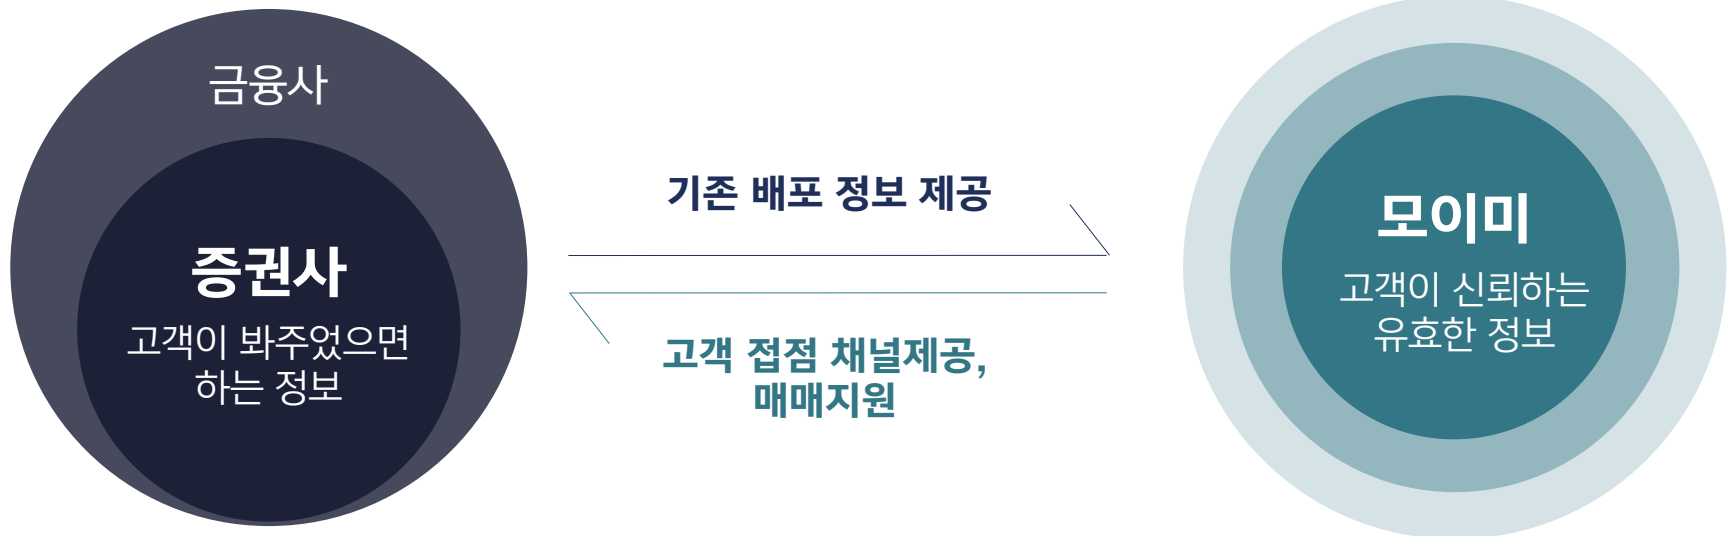 금융사
증권사
고객이 봐주었으면
하는 정보
기존 배포 정보 제공
고객 접점 채널제공,
매매지원
모이미
고객이 신뢰하는
유효한 정보